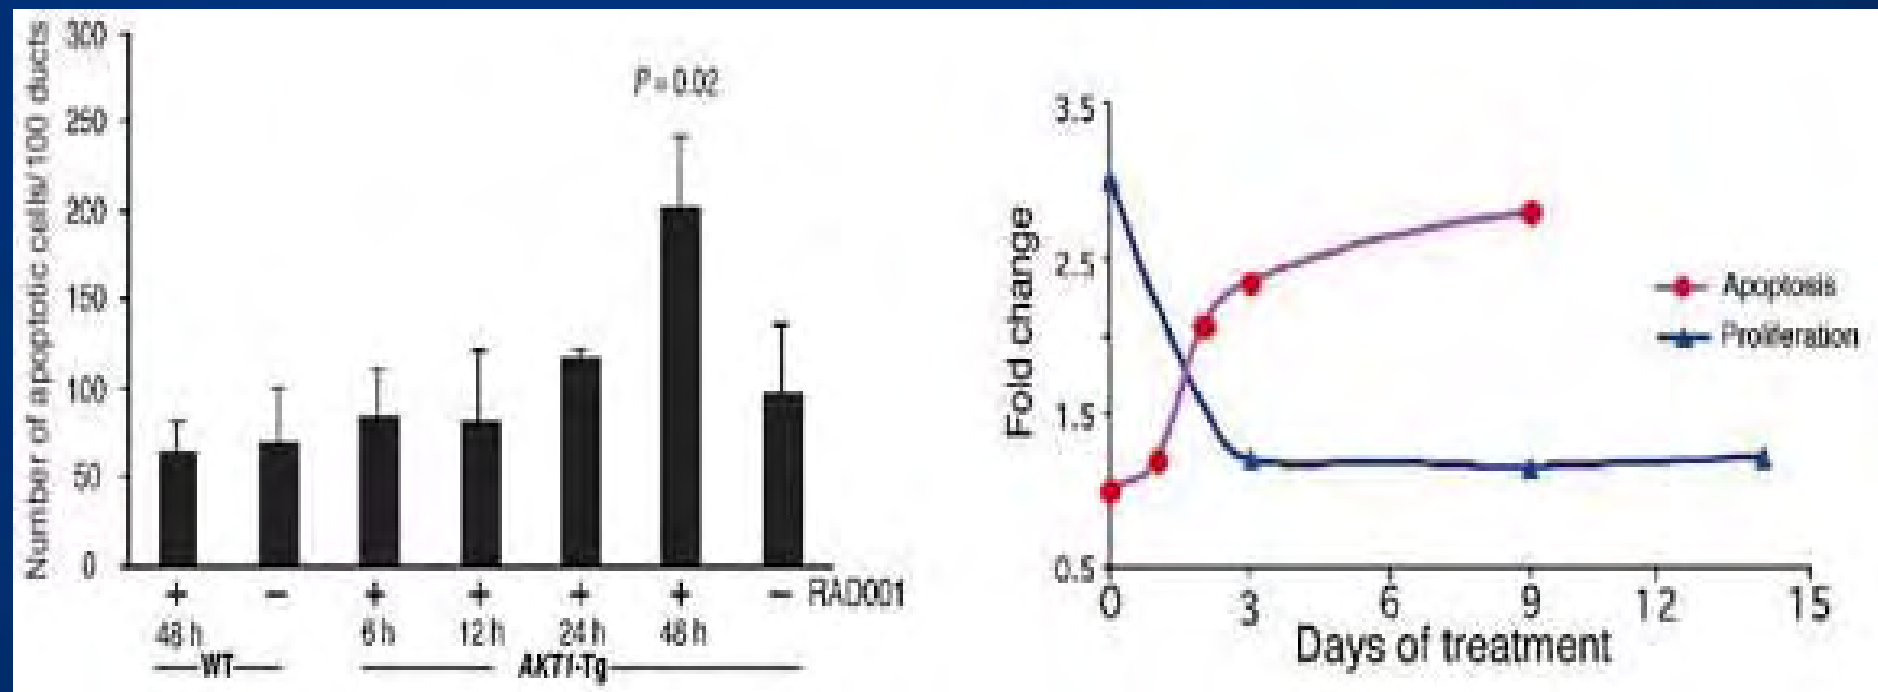 Number of apoptotic cells/100 ducts
300
250
200
150
100
50
0
P = 0.02
+ − + + + + − RAD001
48 h 6 h 12 h 24 h 48 h
WT AKT1-Tg
Fold change
3.5
2.5
1.5
0.5
0 3 6 9 12 15
Days of treatment
Apoptosis
Proliferation